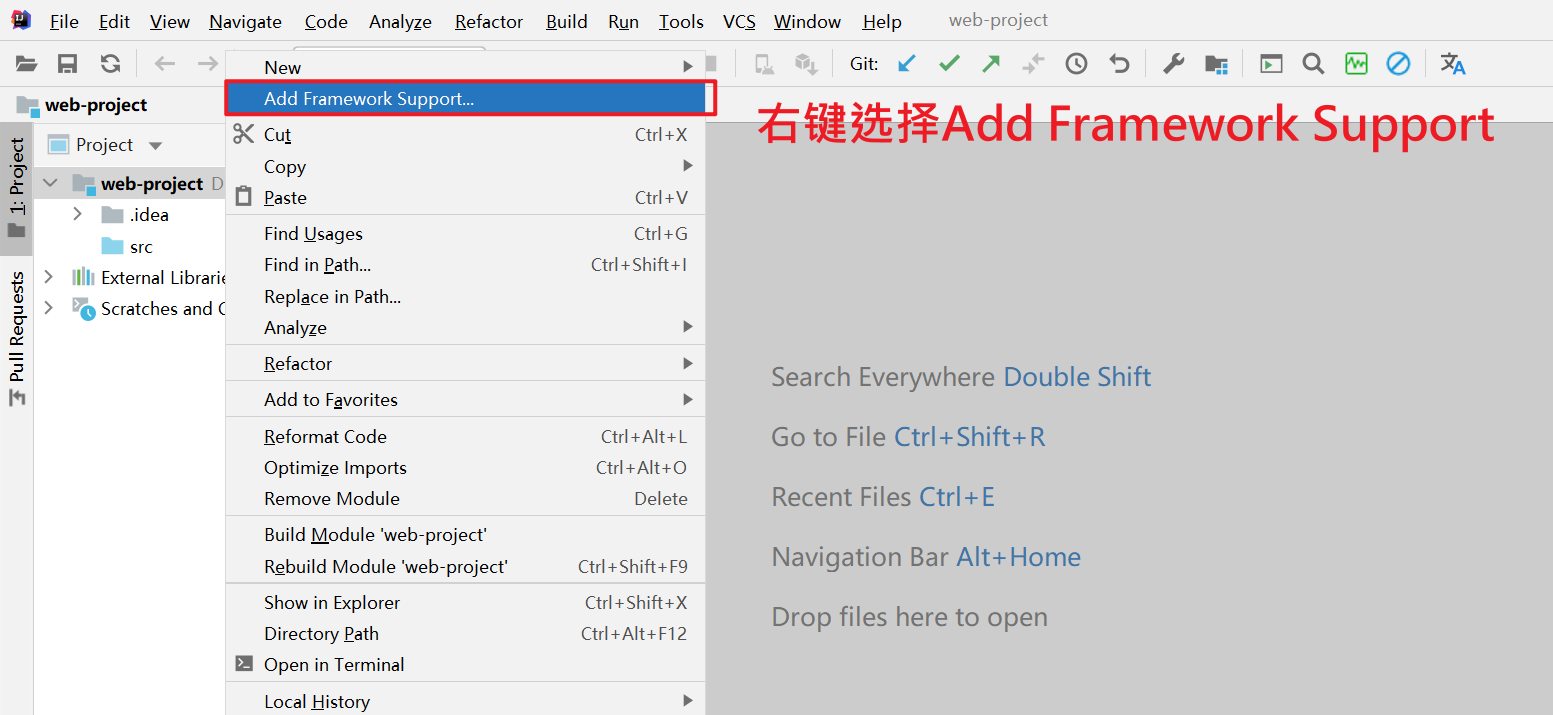 File Edit View Navigate Code Analyze Refactor Build Run Tools VCS Window Help web-project
Git:
web-project
1: Project
Pull Requests
Project
web-project
.idea
src
External Librarie
Scratches and
New
Add Framework Support...
Cut Ctrl+X
Copy
Paste Ctrl+V
Find Usages Ctrl+G
Find in Path... Ctrl+Shift+I
Replace in Path...
Analyze
Refactor
Add to Favorites
Reformat Code Ctrl+Alt+L
Optimize Imports Ctrl+Alt+O
Remove Module Delete
Build Module 'web-project'
Rebuild Module 'web-project' Ctrl+Shift+F9
Show in Explorer Ctrl+Shift+X
Directory Path Ctrl+Alt+F12
Open in Terminal
Local History
右键选择Add Framework Support
Search Everywhere Double Shift
Go to File Ctrl+Shift+R
Recent Files Ctrl+E
Navigation Bar Alt+Home
Drop files here to open